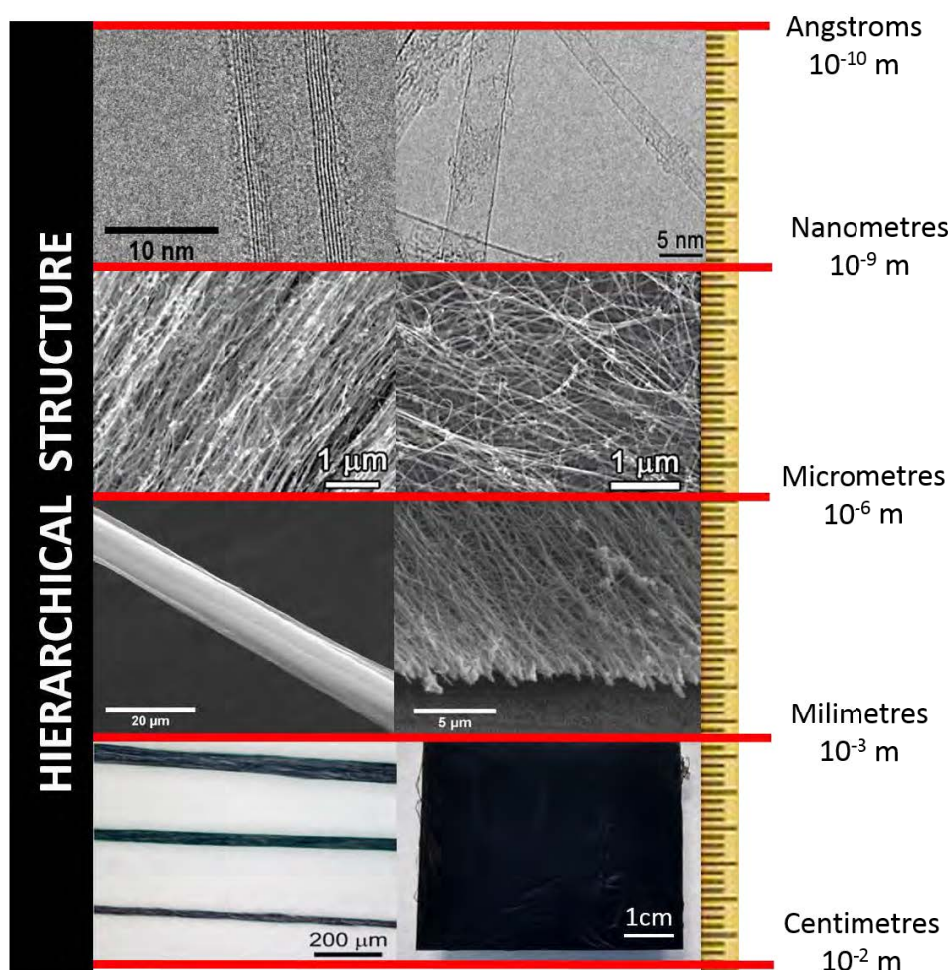 HIERARCHICAL STRUCTURE
Angstroms
10⁻¹⁰ m
10 nm
5 nm
Nanometres
10⁻⁹ m
1 μm
1 μm
Micrometres
10⁻⁶ m
20 μm
5 μm
Milimetres
10⁻³ m
200 μm
1cm
Centimetres
10⁻² m